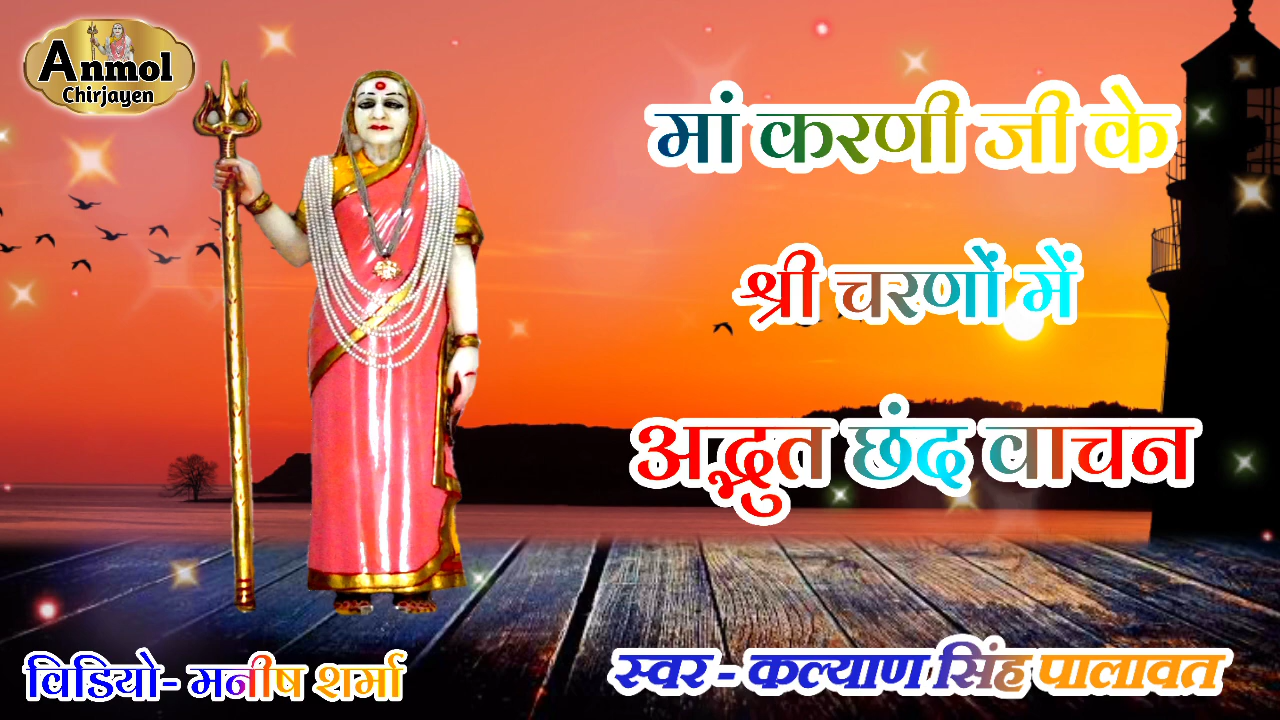 Anmol
Chirjayen
मां करणी जी के
श्री चरणों में
अद्भुत छंद वाचन
विडियो- मनीष शर्मा
स्वर - कल्याण सिंह पालावत